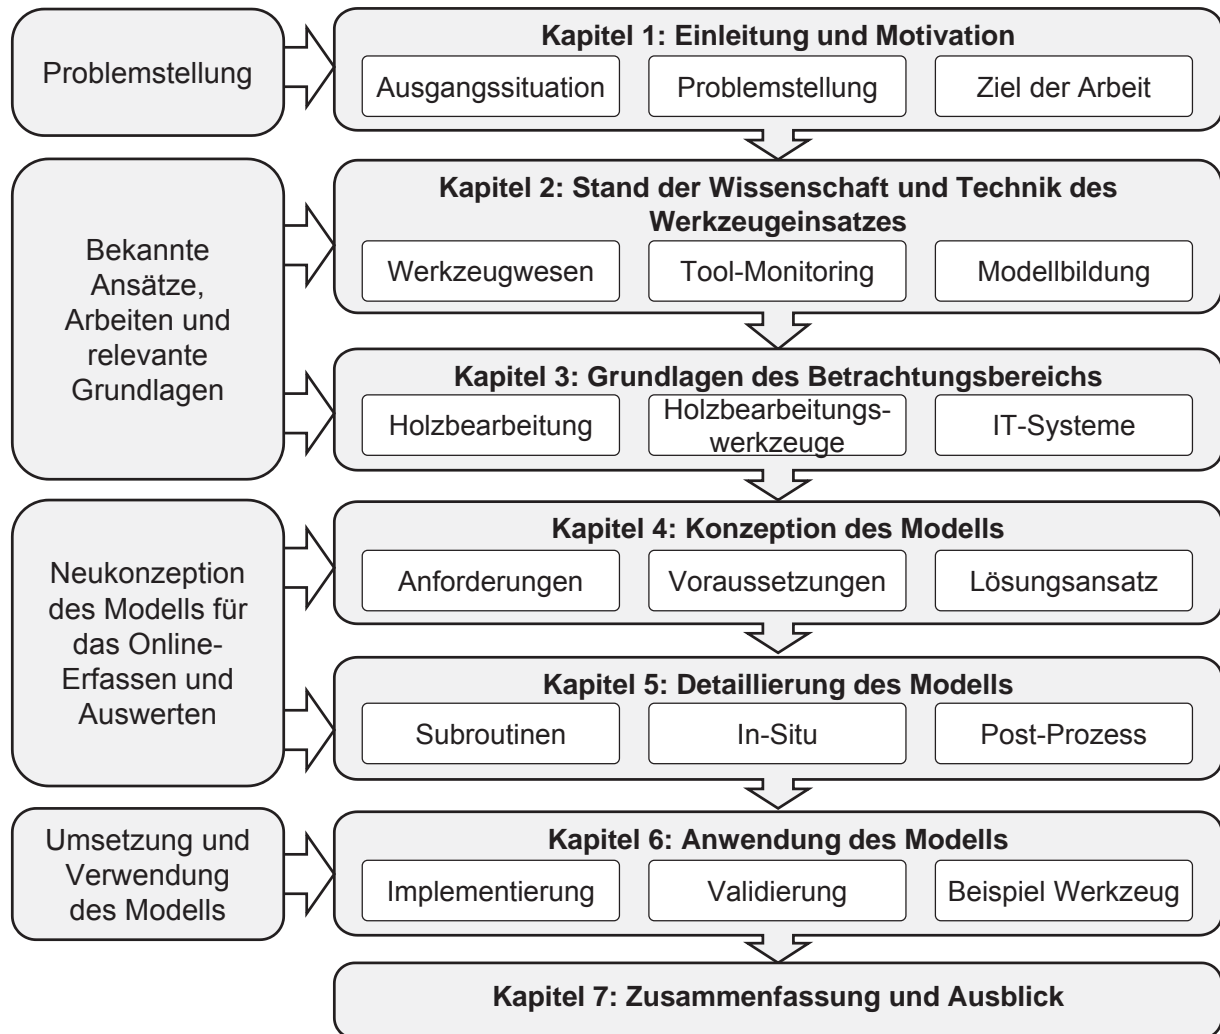 Problemstellung
Kapitel 1: Einleitung und Motivation
Ausgangssituation
Problemstellung
Ziel der Arbeit
Bekannte
Ansätze,
Arbeiten und
relevante
Grundlagen
Kapitel 2: Stand der Wissenschaft und Technik des
Werkzeugeinsatzes
Werkzeugwesen
Tool-Monitoring
Modellbildung
Kapitel 3: Grundlagen des Betrachtungsbereichs
Holzbearbeitung
Holzbearbeitungs-
werkzeuge
IT-Systeme
Neukonzeption
des Modells für
das Online-
Erfassen und
Auswerten
Kapitel 4: Konzeption des Modells
Anforderungen
Voraussetzungen
Lösungsansatz
Kapitel 5: Detaillierung des Modells
Subroutinen
In-Situ
Post-Prozess
Umsetzung und
Verwendung
des Modells
Kapitel 6: Anwendung des Modells
Implementierung
Validierung
Beispiel Werkzeug
Kapitel 7: Zusammenfassung und Ausblick